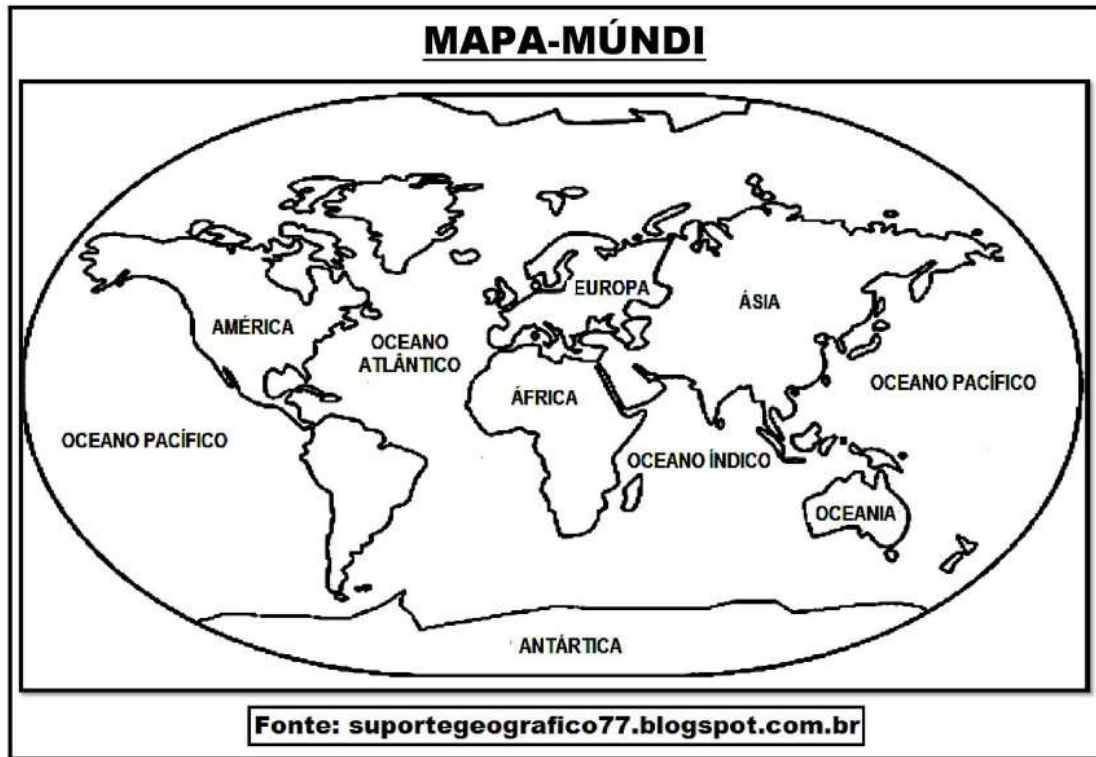 MAPA-MÚNDI
EUROPA
ÁSIA
AMÉRICA
OCEANO
ATLÂNTICO
OCEANO PACÍFICO
ÁFRICA
OCEANO PACÍFICO
OCEANO ÍNDICO
OCEANIA
ANTÁRTICA
Fonte: suportegeografico77.blogspot.com.br